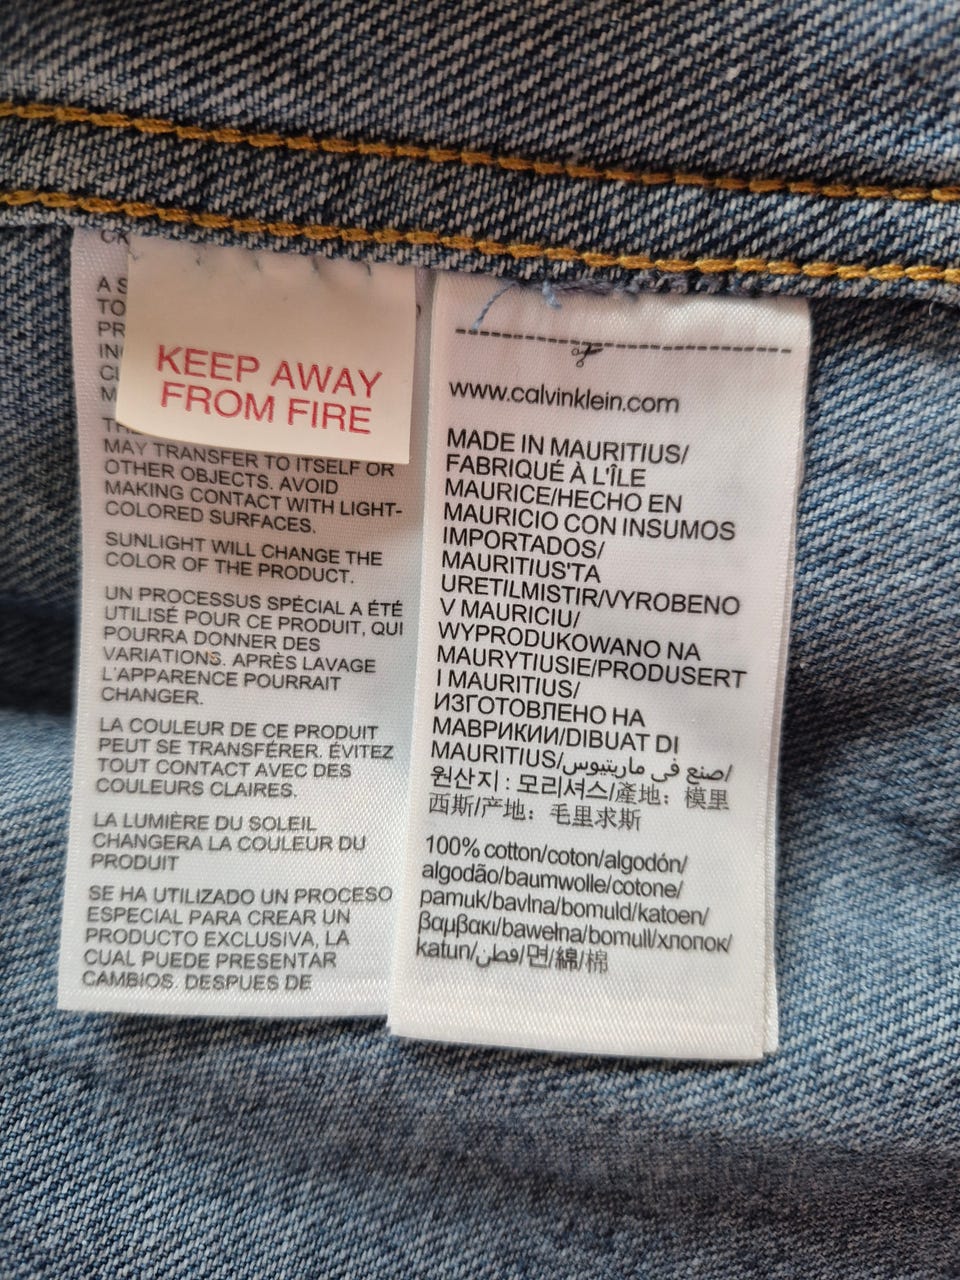 KEEP AWAY
FROM FIRE
A S
TO
PR
IN
MAY TRANSFER TO ITSELF OR
OTHER OBJECTS. AVOID
MAKING CONTACT WITH LIGHT-
COLORED SURFACES.
SUNLIGHT WILL CHANGE THE
COLOR OF THE PRODUCT.
UN PROCESSUS SPÉCIAL A ÉTÉ
UTILISÉ POUR CE PRODUIT, QUI
POURRA DONNER DES
VARIATIONS. APRÈS LAVAGE
L'APPARENCE POURRAIT
CHANGER.
LA COULEUR DE CE PRODUIT
PEUT SE TRANSFÉRER. ÉVITEZ
TOUT CONTACT AVEC DES
COULEURS CLAIRES.
LA LUMIÈRE DU SOLEIL
CHANGERA LA COULEUR DU
PRODUIT
SE HA UTILIZADO UN PROCESO
ESPECIAL PARA CREAR UN
PRODUCTO EXCLUSIVA, LA
CUAL PUEDE PRESENTAR
CAMBIOS. DESPUES DE
www.calvinklein.com
MADE IN MAURITIUS/
FABRIQUÉ À L'ÎLE
MAURICE/HECHO EN
MAURICIO CON INSUMOS
IMPORTADOS/
MAURITIUS'TA
URETILMISTIR/VYROBENO
V MAURICIU/
WYPRODUKOWANO NA
MAURYTIUSIE/PRODUSERT
I MAURITIUS/
ИЗГОТОВЛЕНО НА
МАВРИКИИ/DIBUAT DI
MAURITIUS/صنع في ماريتيوس/
원산지 : 모리셔스/產地：模里
西斯/产地：毛里求斯
100% cotton/coton/algodón/
algodão/baumwolle/cotone/
pamuk/bavlna/bomuld/katoen/
βαμβακι/bawełna/bomull/хлопок/
katun/قطن/면/綿/棉